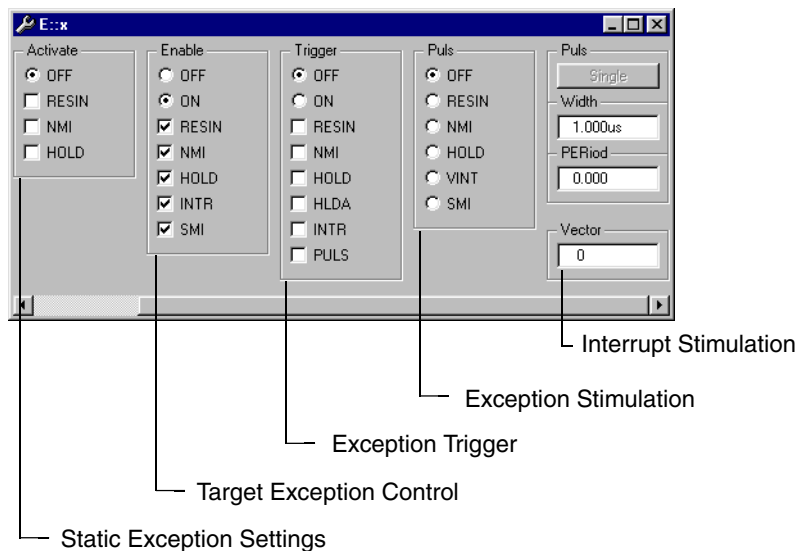 E::x
Activate
OFF
RESIN
NMI
HOLD
Enable
OFF
ON
RESIN
NMI
HOLD
INTR
SMI
Trigger
OFF
ON
RESIN
NMI
HOLD
HLDA
INTR
PULS
Puls
OFF
RESIN
NMI
HOLD
VINT
SMI
Puls
Single
Width
1.000us
PERiod
0.000
Vector
0
Interrupt Stimulation
Exception Stimulation
Exception Trigger
Target Exception Control
Static Exception Settings